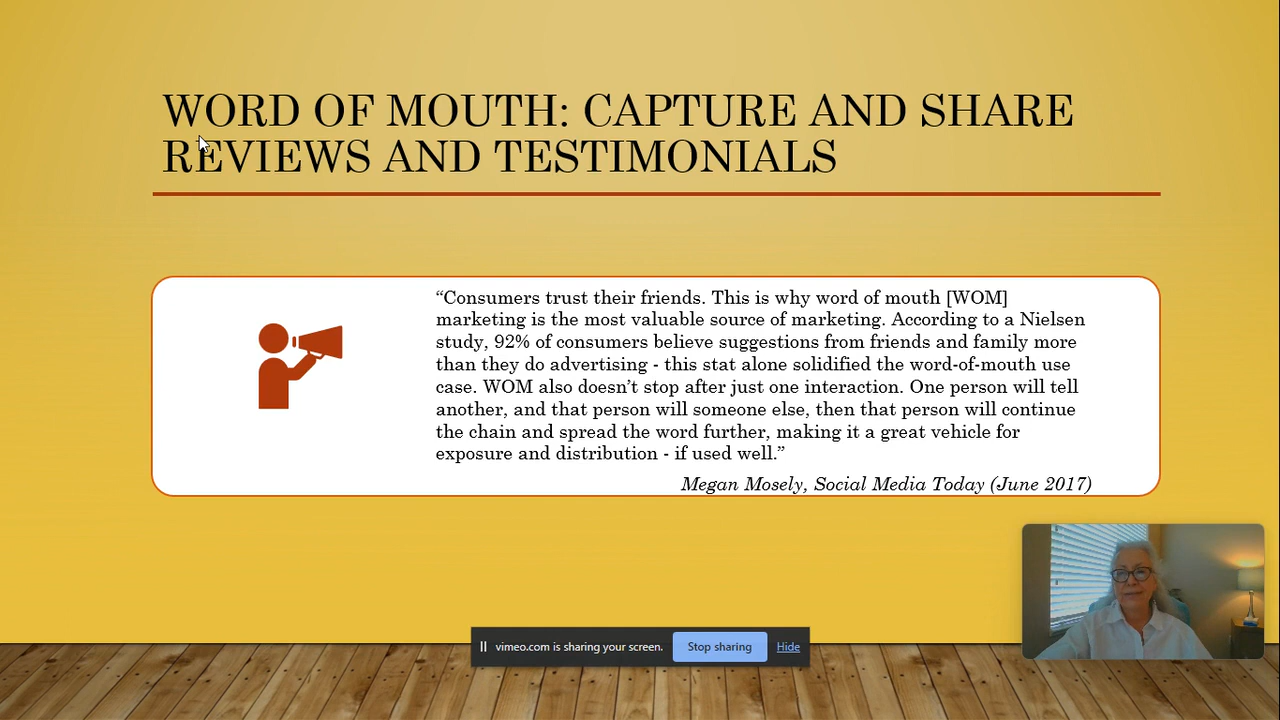 WORD OF MOUTH: CAPTURE AND SHARE
REVIEWS AND TESTIMONIALS
“Consumers trust their friends. This is why word of mouth [WOM]
marketing is the most valuable source of marketing. According to a Nielsen
study, 92% of consumers believe suggestions from friends and family more
than they do advertising - this stat alone solidified the word-of-mouth use
case. WOM also doesn’t stop after just one interaction. One person will tell
another, and that person will someone else, then that person will continue
the chain and spread the word further, making it a great vehicle for
exposure and distribution - if used well.”
Megan Mosely, Social Media Today (June 2017)
vimeo.com is sharing your screen.
Stop sharing
Hide